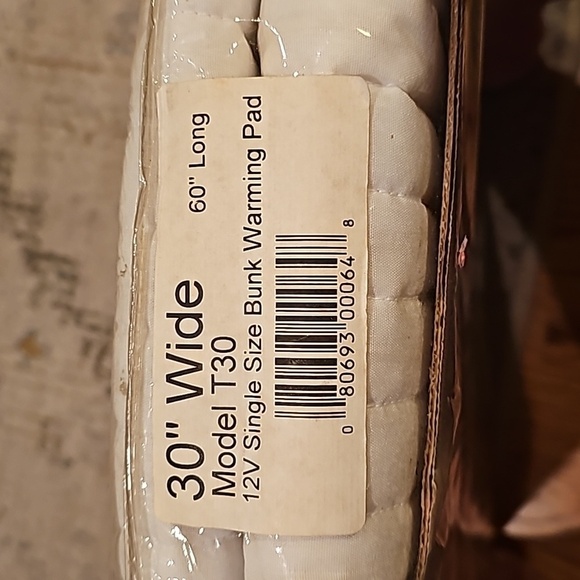 30" Wide 60" Long
Model T30
12V Single Size Bunk Warming Pad
0 80693 00064 8